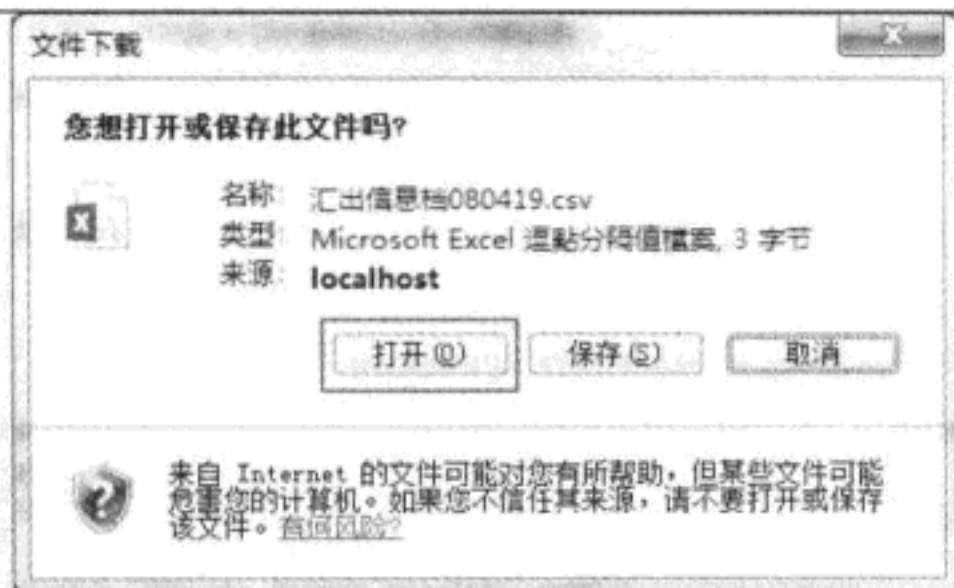 文件下载
您想打开或保存此文件吗?
名称: 汇出信息档080419.csv
类型: Microsoft Excel 逗點分隔值檔案, 3 字节
来源: localhost
打开(O) 保存(S) 取消
来自 Internet 的文件可能对您有所帮助，但某些文件可能
危害您的计算机。如果您不信任其来源，请不要打开或保存
该文件。有何风险?